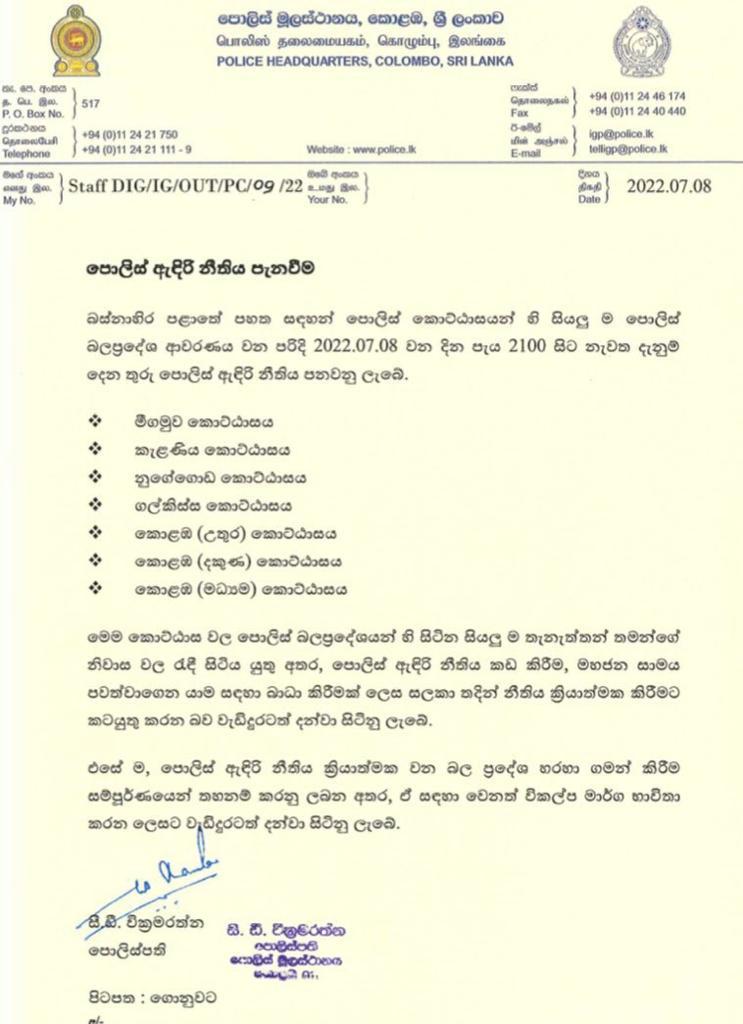 පොලිස් මූලස්ථානය, කොළඹ, ශ්‍රී ලංකාව
பொலிஸ் தலைமையகம், கொழும்பு, இலங்கை
POLICE HEADQUARTERS, COLOMBO, SRI LANKA
තැ. පෙ. අංකය
த. பெ. இல.
P. O. Box No.
517
ෆැක්ස්
தொலைநகல்
Fax
+94 (0)11 24 46 174
+94 (0)11 24 40 440
දුරකථනය
தொலைபேசி
Telephone
+94 (0)11 24 21 750
+94 (0)11 24 21 111 - 9
Website : www.police.lk
ඊ-මේල්
மின் அஞ்சல்
E-mail
igp@police.lk
telligp@police.lk
මගේ අංකය
எனது இல.
My No.
Staff DIG/IG/OUT/PC/09 /22
ඔබේ අංකය
உமது இல.
Your No.
දිනය
திகதி
Date
2022.07.08
පොලිස් ඇඳිරි නීතිය පැනවීම
බස්නාහිර පළාතේ පහත සඳහන් පොලිස් කොට්ඨාසයන් හි සියලු ම පොලිස්
බලප්‍රදේශ ආවරණය වන පරිදි 2022.07.08 වන දින පැය 2100 සිට නැවත දැනුම්
දෙන තුරු පොලිස් ඇඳිරි නීතිය පනවනු ලැබේ.
❖ මීගමුව කොට්ඨාසය
❖ කැළණිය කොට්ඨාසය
❖ නුගේගොඩ කොට්ඨාසය
❖ ගල්කිස්ස කොට්ඨාසය
❖ කොළඹ (උතුර) කොට්ඨාසය
❖ කොළඹ (දකුණ) කොට්ඨාසය
❖ කොළඹ (මධ්‍යම) කොට්ඨාසය
මෙම කොට්ඨාස වල පොලිස් බලප්‍රදේශයන් හි සිටින සියලු ම තැනැත්තන් තමන්ගේ
නිවාස වල රැඳී සිටිය යුතු අතර, පොලිස් ඇඳිරි නීතිය කඩ කිරීම, මහජන සාමය
පවත්වාගෙන යාම සඳහා බාධා කිරීමක් ලෙස සලකා තදින් නීතිය ක්‍රියාත්මක කිරීමට
කටයුතු කරන බව වැඩිදුරටත් දන්වා සිටිනු ලැබේ.
එසේ ම, පොලිස් ඇඳිරි නීතිය ක්‍රියාත්මක වන බල ප්‍රදේශ හරහා ගමන් කිරීම
සම්පූර්ණයෙන් තහනම් කරනු ලබන අතර, ඒ සඳහා වෙනත් විකල්ප මාර්ග භාවිතා
කරන ලෙසට වැඩිදුරටත් දන්වා සිටිනු ලැබේ.
සී.ඩී. වික්‍රමරත්න
පොලිස්පති
සී. ඩී. වික්‍රමරත්න
පොලිස්පති
පොලිස් මූලස්ථානය
පිටපත : ගොනුවට